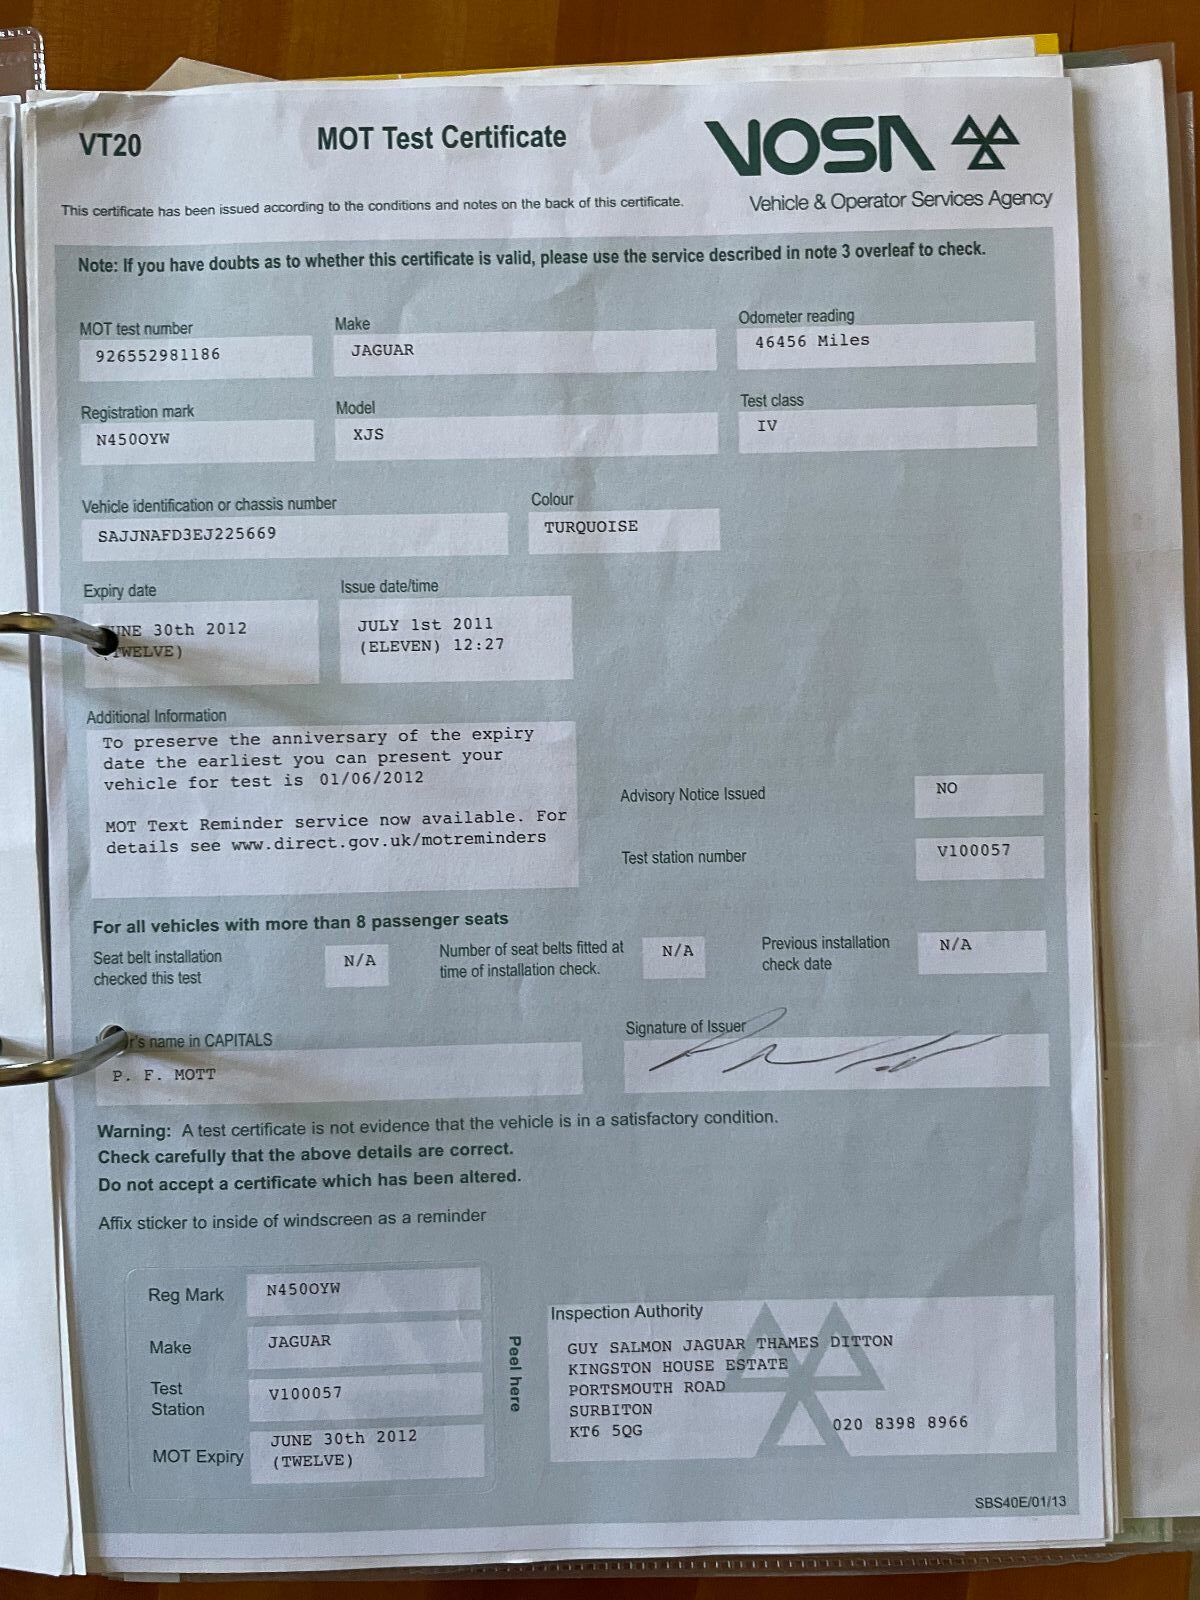 VT20
MOT Test Certificate
VOSA
Vehicle & Operator Services Agency
This certificate has been issued according to the conditions and notes on the back of this certificate.
Note: If you have doubts as to whether this certificate is valid, please use the service described in note 3 overleaf to check.
MOT test number
926552981186
Make
JAGUAR
Odometer reading
46456 Miles
Registration mark
N450OYW
Model
XJS
Test class
IV
Vehicle identification or chassis number
SAJJNAFD3EJ225669
Colour
TURQUOISE
Expiry date
JUNE 30th 2012
(TWELVE)
Issue date/time
JULY 1st 2011
(ELEVEN) 12:27
Additional Information
To preserve the anniversary of the expiry
date the earliest you can present your
vehicle for test is 01/06/2012
MOT Text Reminder service now available. For
details see www.direct.gov.uk/motreminders
Advisory Notice Issued
NO
Test station number
V100057
For all vehicles with more than 8 passenger seats
Seat belt installation
checked this test
N/A
Number of seat belts fitted at
time of installation check.
N/A
Previous installation
check date
N/A
name in CAPITALS
P. F. MOTT
Signature of Issuer
Warning: A test certificate is not evidence that the vehicle is in a satisfactory condition.
Check carefully that the above details are correct.
Do not accept a certificate which has been altered.
Affix sticker to inside of windscreen as a reminder
Reg Mark
N450OYW
Make
JAGUAR
Test
Station
V100057
MOT Expiry
JUNE 30th 2012
(TWELVE)
Peel here
Inspection Authority
GUY SALMON JAGUAR THAMES DITTON
KINGSTON HOUSE ESTATE
PORTSMOUTH ROAD
SURBITON
KT6 5QG
020 8398 8966
SBS40E/01/13